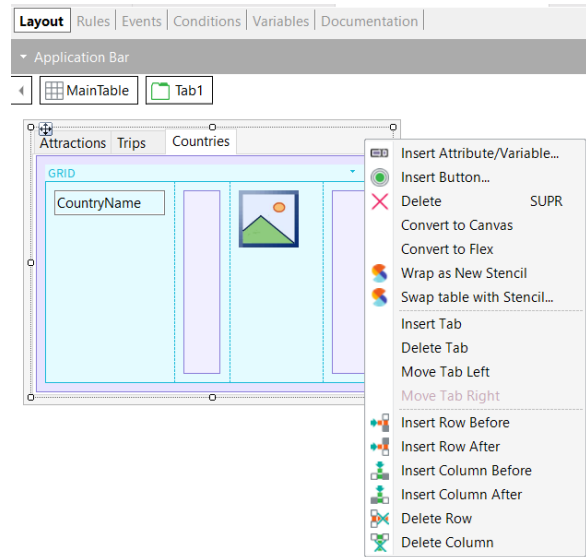 Layout Rules Events Conditions Variables Documentation
Application Bar
MainTable Tab1
Attractions Trips Countries
GRID
CountryName
Insert Attribute/Variable...
Insert Button...
Delete SUPR
Convert to Canvas
Convert to Flex
Wrap as New Stencil
Swap table with Stencil...
Insert Tab
Delete Tab
Move Tab Left
Move Tab Right
Insert Row Before
Insert Row After
Insert Column Before
Insert Column After
Delete Row
Delete Column